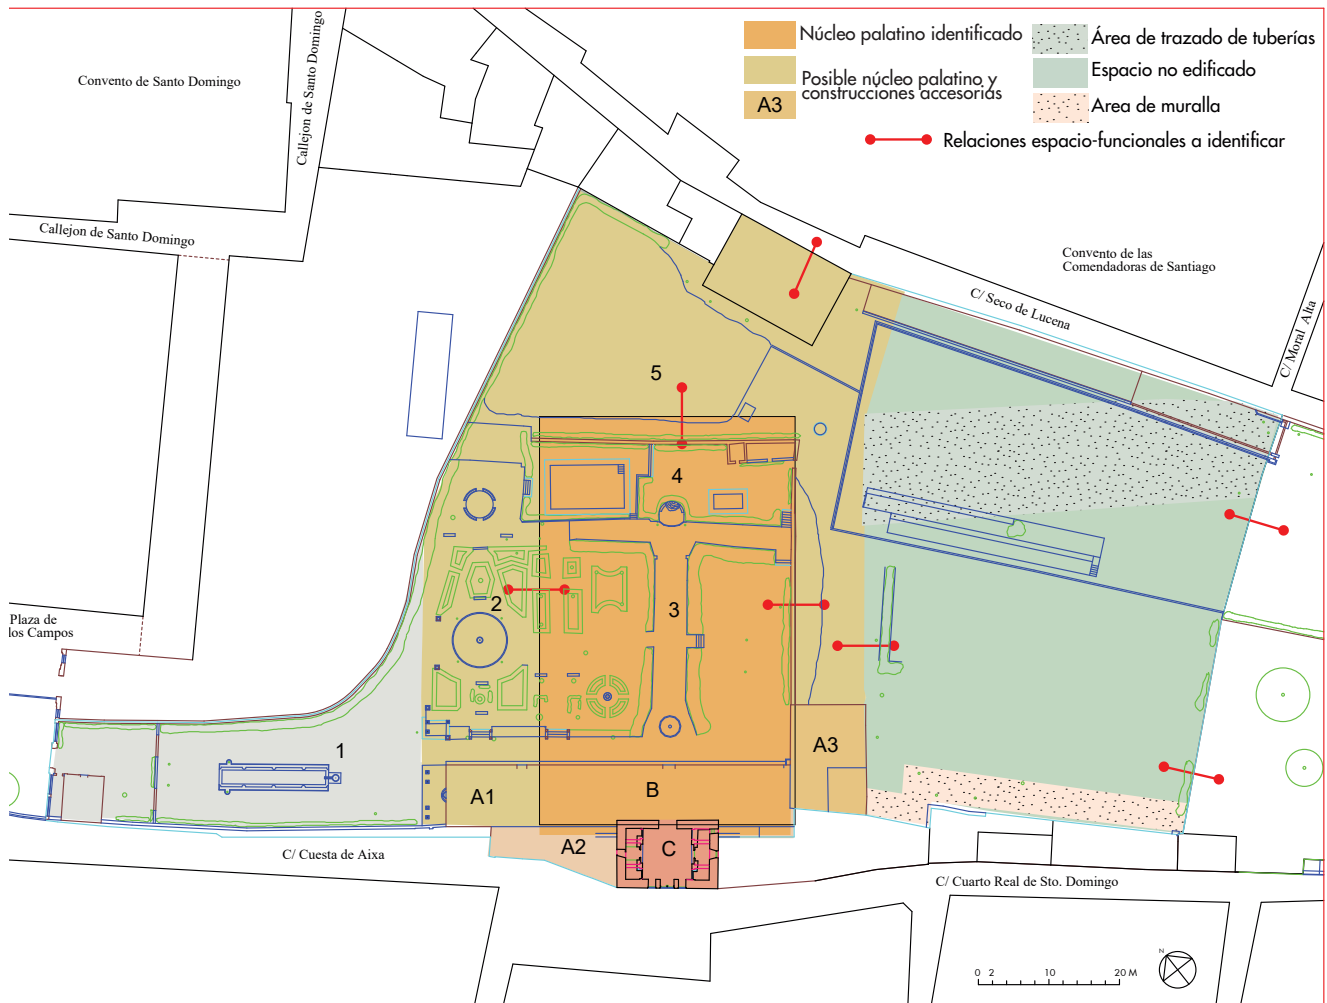 Núcleo palatino identificado
Posible núcleo palatino y
construcciones accesorias
A3
Área de trazado de tuberías
Espacio no edificado
Area de muralla
Relaciones espacio-funcionales a identificar
Convento de Santo Domingo
Callejon de Santo Domingo
Callejon de Santo Domingo
Convento de las
Comendadoras de Santiago
C/ Seco de Lucena
C/ Moral Alta
5
4
2
3
Plaza de
los Campos
1
A1
B
A3
A2
C
C/ Cuesta de Aixa
C/ Cuarto Real de Sto. Domingo
N
0 2 10 20 M